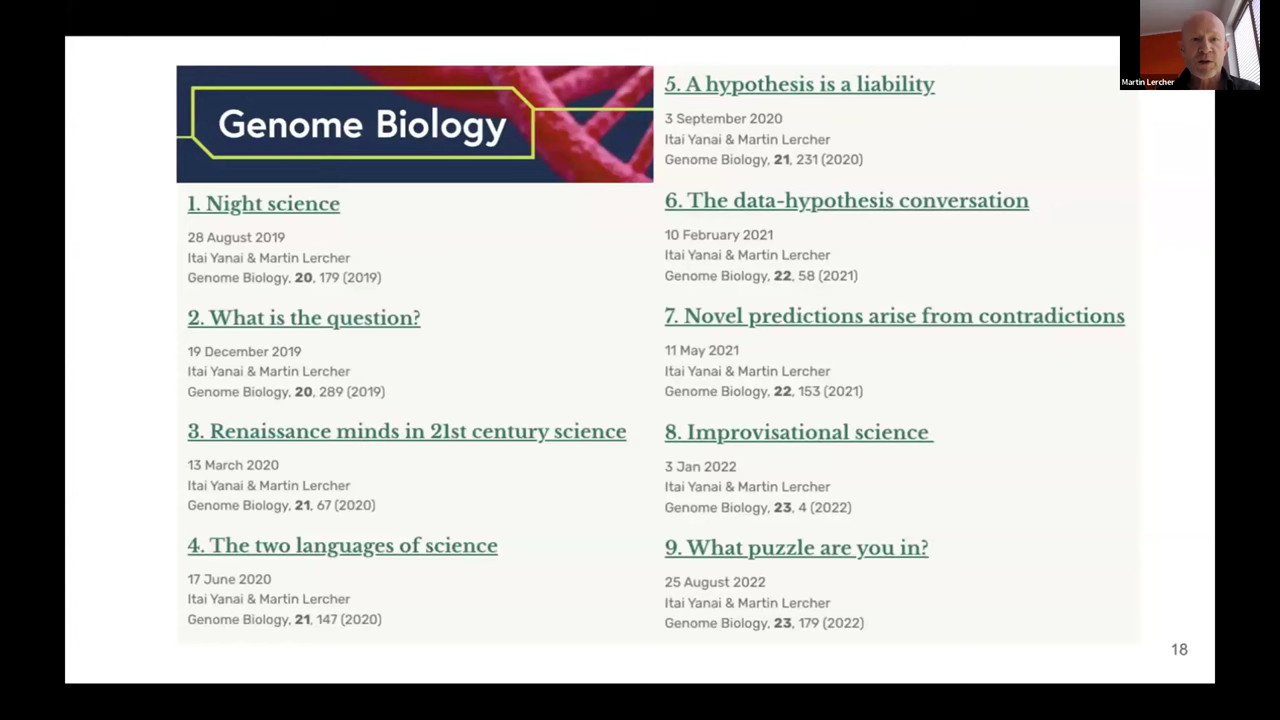 Genome Biology
1. Night science
28 August 2019
Itai Yanai & Martin Lercher
Genome Biology, 20, 179 (2019)
2. What is the question?
19 December 2019
Itai Yanai & Martin Lercher
Genome Biology, 20, 289 (2019)
3. Renaissance minds in 21st century science
13 March 2020
Itai Yanai & Martin Lercher
Genome Biology, 21, 67 (2020)
4. The two languages of science
17 June 2020
Itai Yanai & Martin Lercher
Genome Biology, 21, 147 (2020)
5. A hypothesis is a liability
3 September 2020
Itai Yanai & Martin Lercher
Genome Biology, 21, 231 (2020)
6. The data-hypothesis conversation
10 February 2021
Itai Yanai & Martin Lercher
Genome Biology, 22, 58 (2021)
7. Novel predictions arise from contradictions
11 May 2021
Itai Yanai & Martin Lercher
Genome Biology, 22, 153 (2021)
8. Improvisational science
3 Jan 2022
Itai Yanai & Martin Lercher
Genome Biology, 23, 4 (2022)
9. What puzzle are you in?
25 August 2022
Itai Yanai & Martin Lercher
Genome Biology, 23, 179 (2022)
18
Martin Lercher